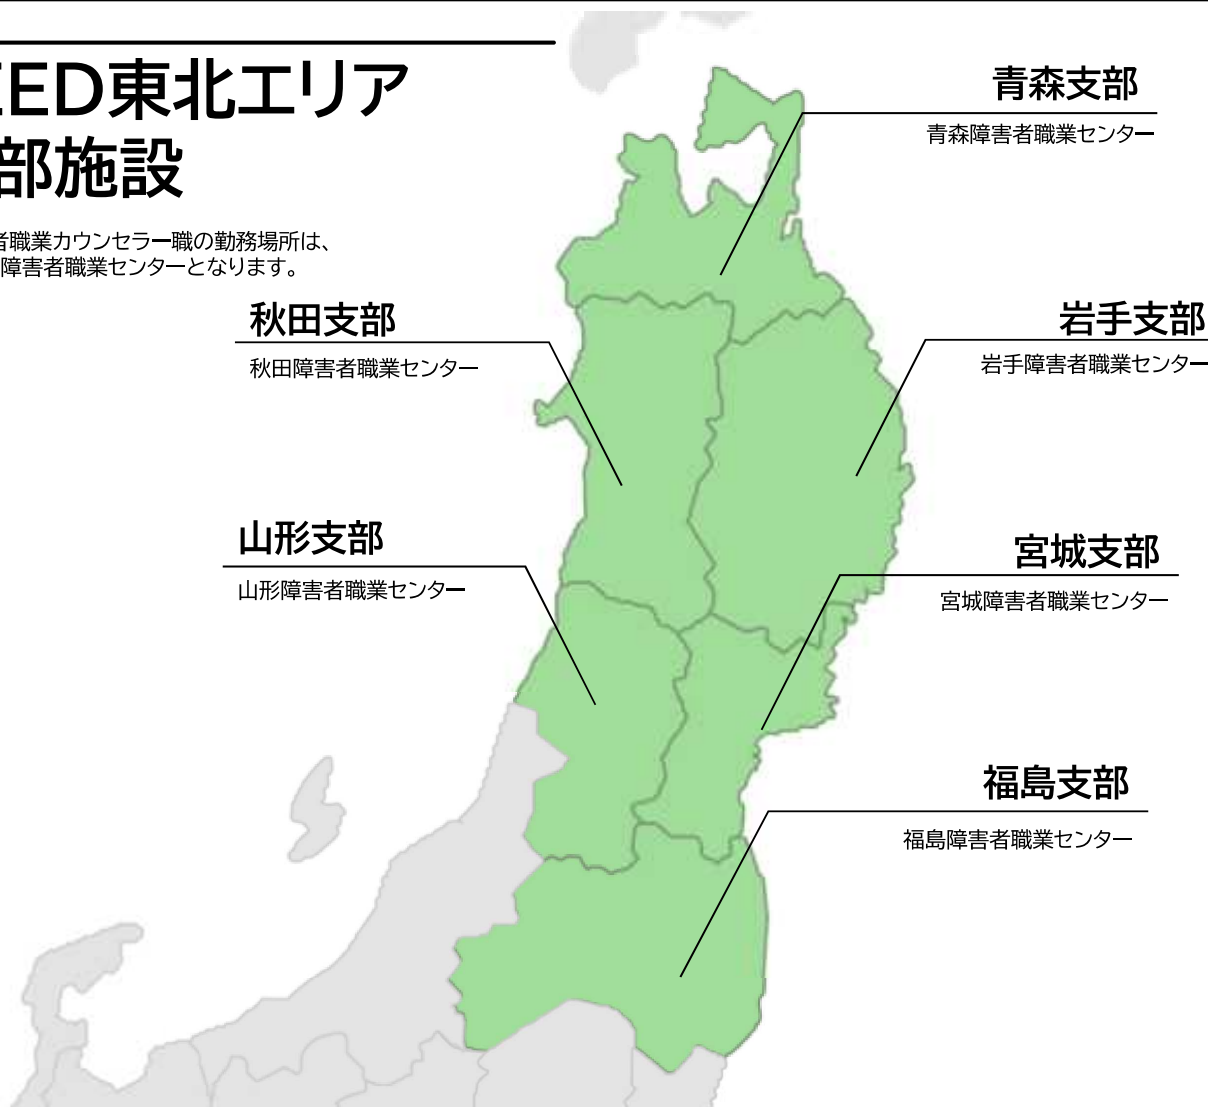 EED東北エリア
部施設
者職業カウンセラー職の勤務場所は、
障害者職業センターとなります。
青森支部
青森障害者職業センター
秋田支部
秋田障害者職業センター
岩手支部
岩手障害者職業センター
山形支部
山形障害者職業センター
宮城支部
宮城障害者職業センター
福島支部
福島障害者職業センター